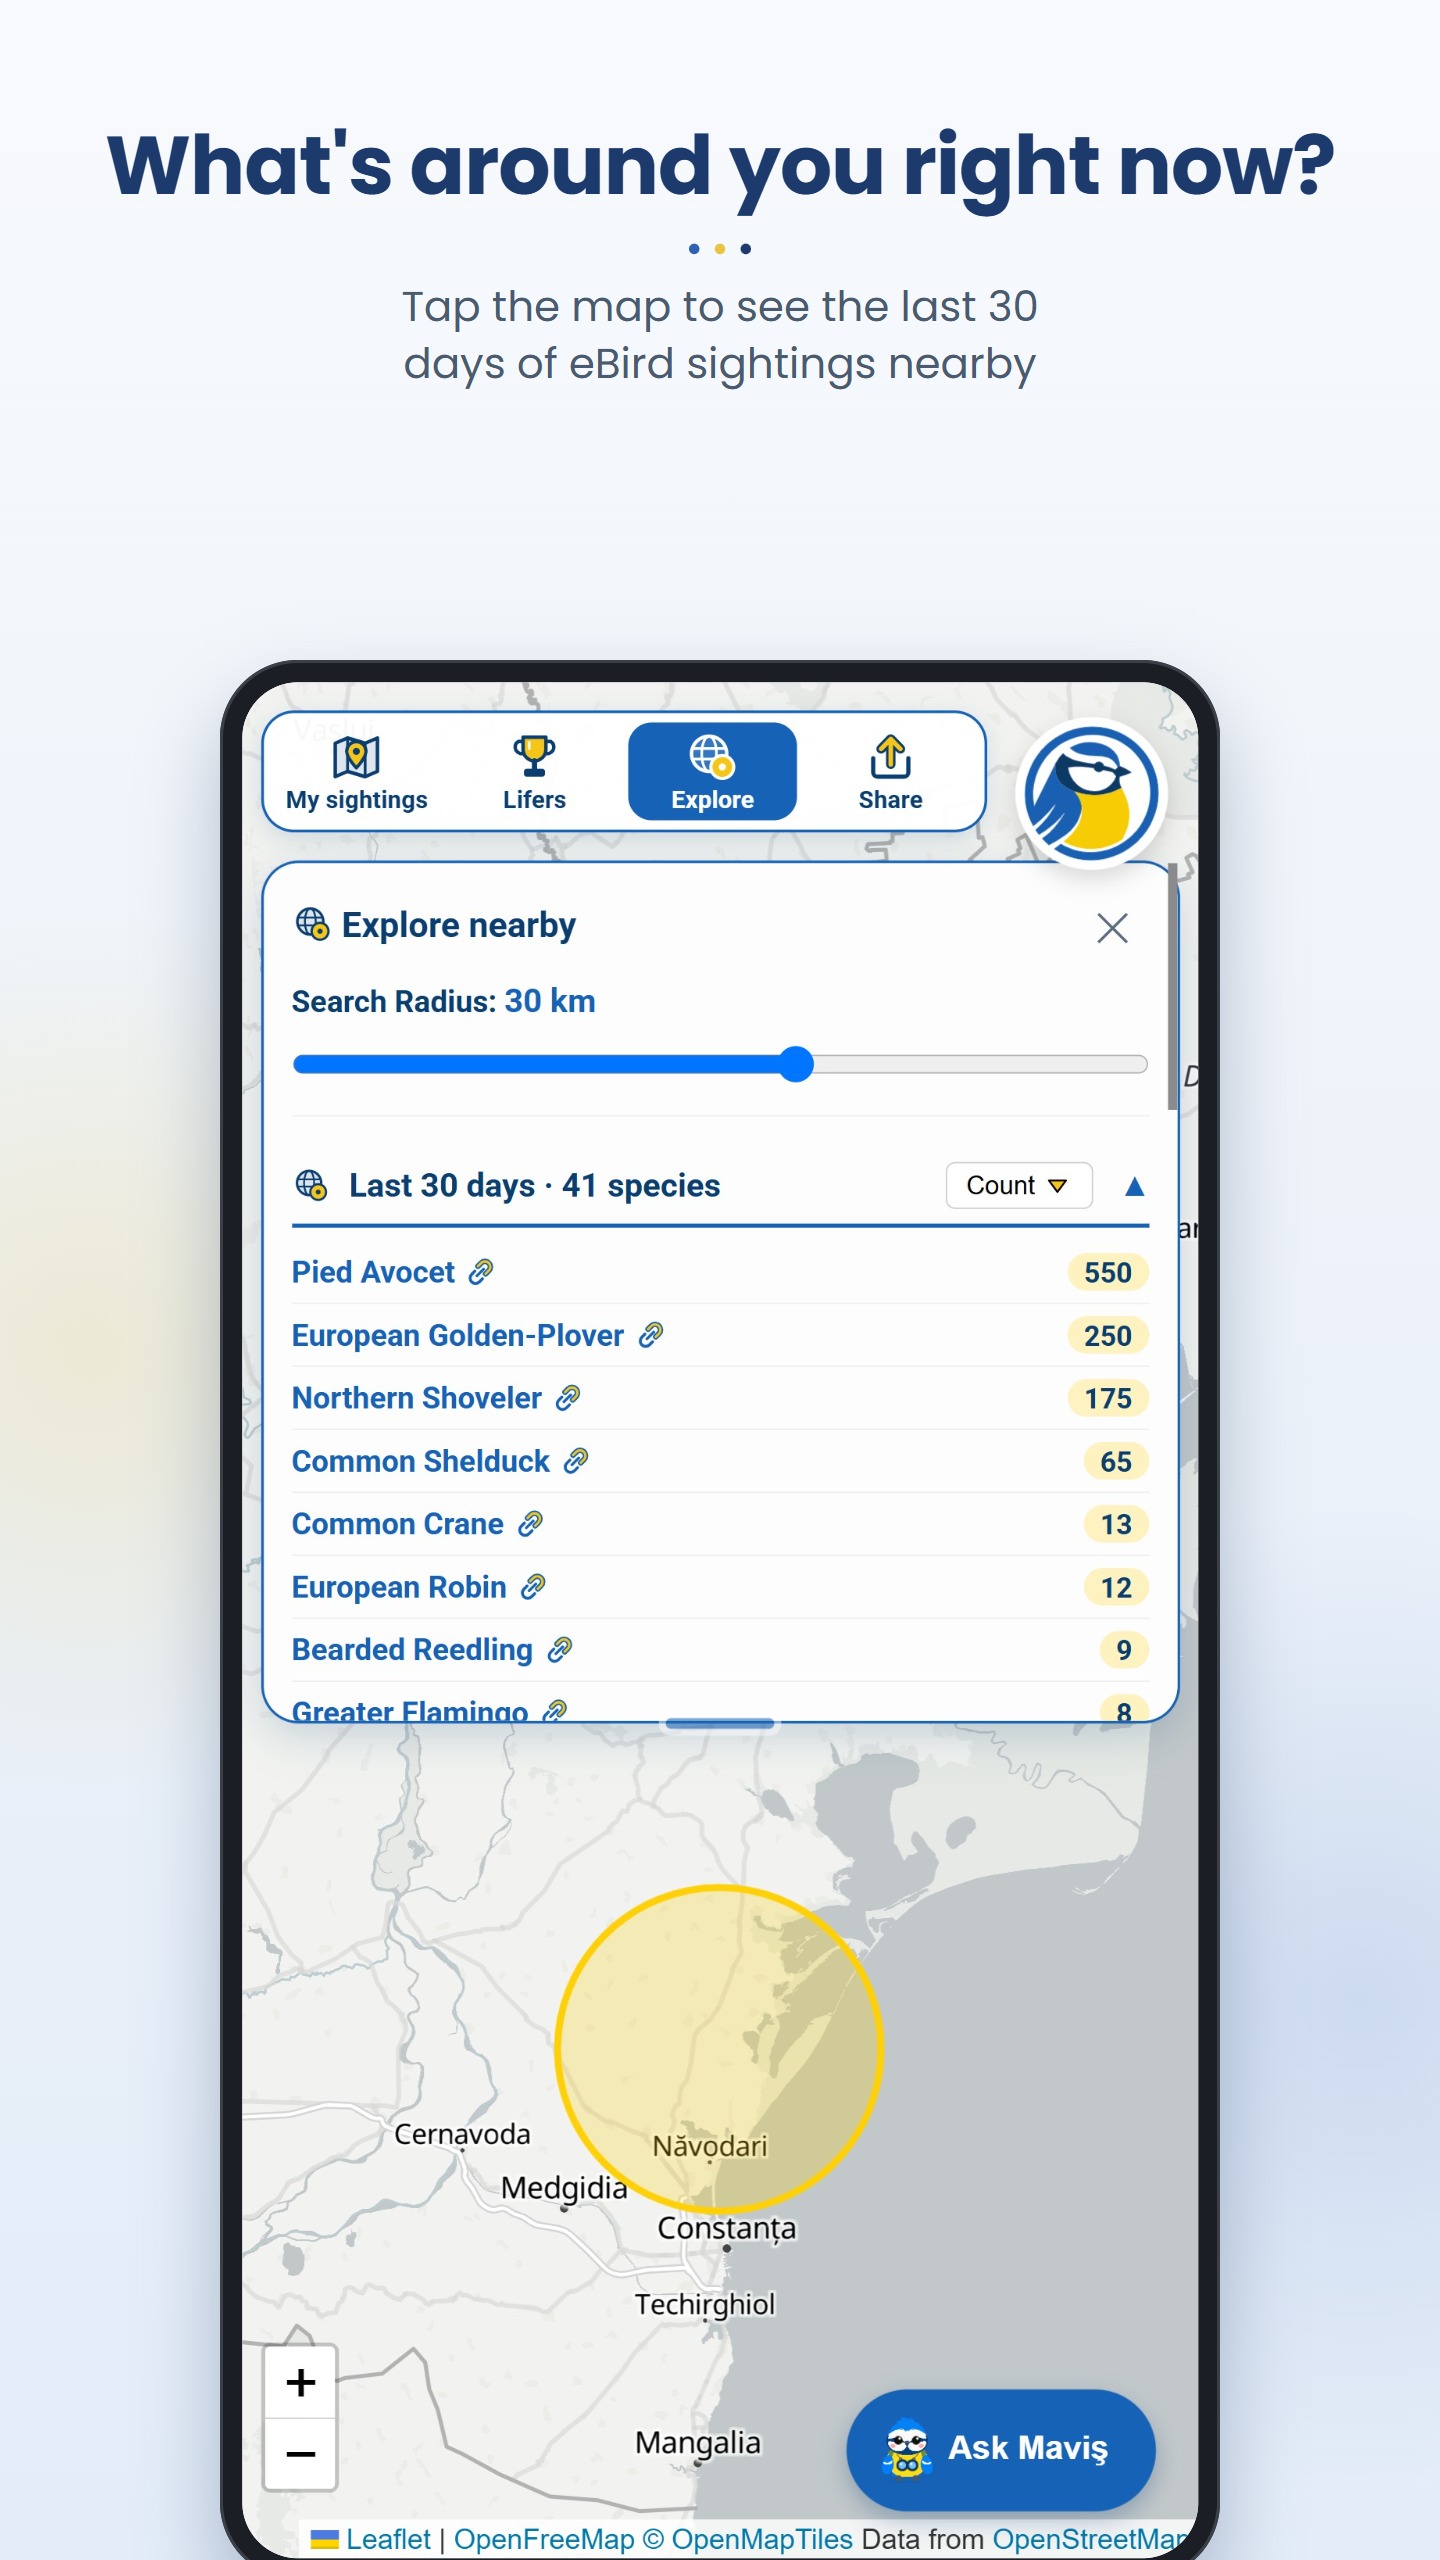 What's around you right now?
Tap the map to see the last 30
days of eBird sightings nearby
Vaslui
My sightings
Lifers
Explore
Share
Explore nearby
Search Radius: 30 km
Last 30 days · 41 species
Count
Pied Avocet
550
European Golden-Plover
250
Northern Shoveler
175
Common Shelduck
65
Common Crane
13
European Robin
12
Bearded Reedling
9
Greater Flamingo
8
Cernavoda
Năvodari
Medgidia
Constanța
Techirghiol
+
−
Mangalia
Ask Maviş
Leaflet | OpenFreeMap © OpenMapTiles Data from OpenStreetMap